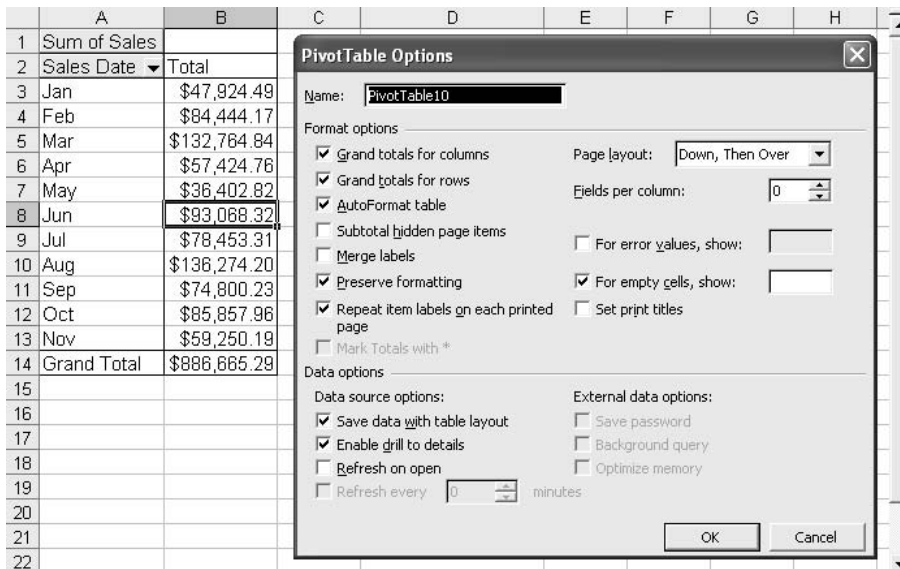 A B C D E F G H
1 Sum of Sales
2 Sales Date Total
3 Jan $47,924.49
4 Feb $84,444.17
5 Mar $132,764.84
6 Apr $57,424.76
7 May $36,402.82
8 Jun $93,068.32
9 Jul $78,453.31
10 Aug $136,274.20
11 Sep $74,800.23
12 Oct $85,857.96
13 Nov $59,250.19
14 Grand Total $886,665.29
15
16
17
18
19
20
21
22
PivotTable Options
Name: PivotTable10
Format options
Grand totals for columns
Grand totals for rows
AutoFormat table
Subtotal hidden page items
Merge labels
Preserve formatting
Repeat item labels on each printed
page
Mark Totals with *
Page layout: Down, Then Over
Fields per column: 0
For error values, show:
For empty cells, show:
Set print titles
Data options
Data source options:
Save data with table layout
Enable drill to details
Refresh on open
Refresh every 0 minutes
External data options:
Save password
Background query
Optimize memory
OK Cancel